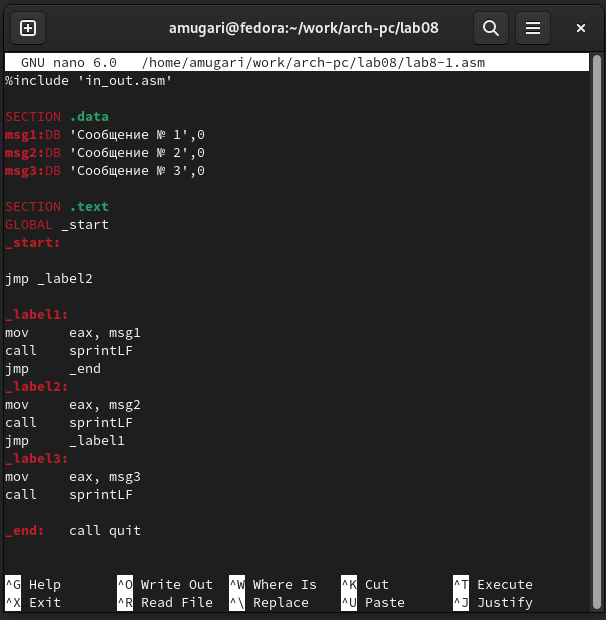 amugari@fedora:~/work/arch-pc/lab08
GNU nano 6.0   /home/amugari/work/arch-pc/lab08/lab8-1.asm
%include 'in_out.asm'
SECTION .data
msg1:DB 'Сообщение № 1',0
msg2:DB 'Сообщение № 2',0
msg3:DB 'Сообщение № 3',0
SECTION .text
GLOBAL _start
_start:
jmp _label2
_label1:
mov     eax, msg1
call    sprintLF
jmp     _end
_label2:
mov     eax, msg2
call    sprintLF
jmp     _label1
_label3:
mov     eax, msg3
call    sprintLF
_end:   call quit
^G Help      ^O Write Out ^W Where Is  ^K Cut       ^T Execute
^X Exit      ^R Read File ^\ Replace   ^U Paste     ^J Justify